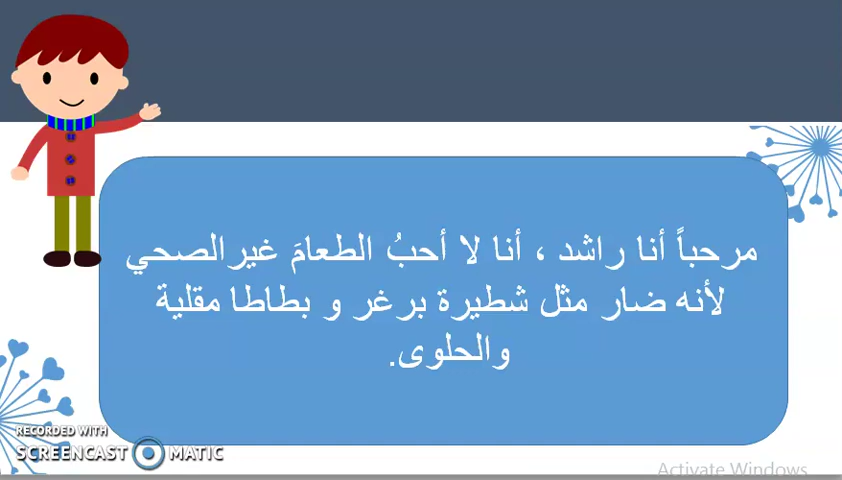 مرحباً أنا راشد ، أنا لا أحبُ الطعامَ غيرالصحي
لأنه ضار مثل شطيرة برغر و بطاطا مقلية
والحلوى.
RECORDED WITH
SCREENCAST MATIC
Activate Windows